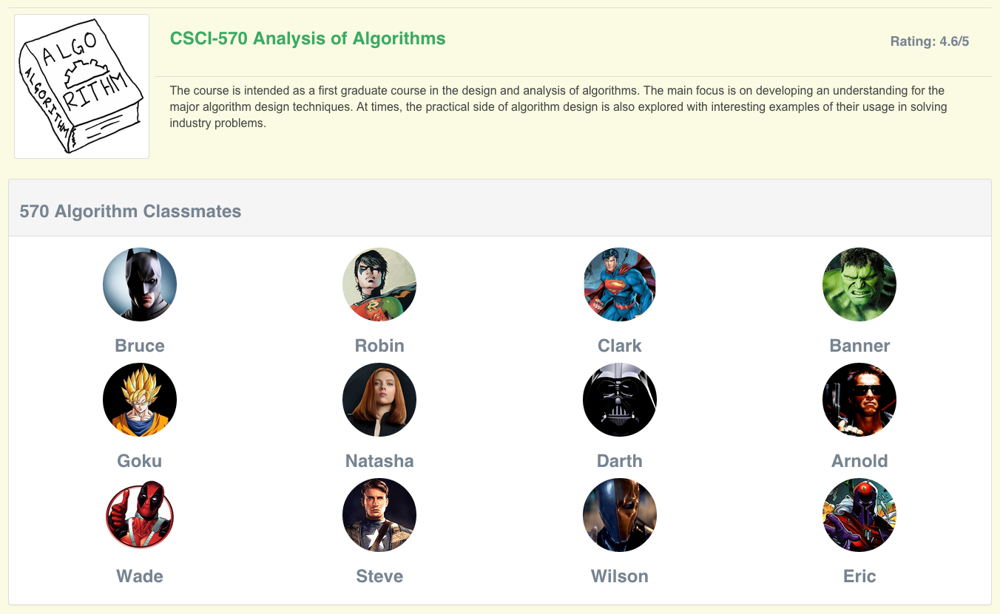 ALGO
RITHM
ALGORITHM
CSCI-570 Analysis of Algorithms
Rating: 4.6/5
The course is intended as a first graduate course in the design and analysis of algorithms. The main focus is on developing an understanding for the
major algorithm design techniques. At times, the practical side of algorithm design is also explored with interesting examples of their usage in solving
industry problems.
570 Algorithm Classmates
R
S
Bruce
Robin
Clark
Banner
Goku
Natasha
Darth
Arnold
Wade
Steve
Wilson
Eric